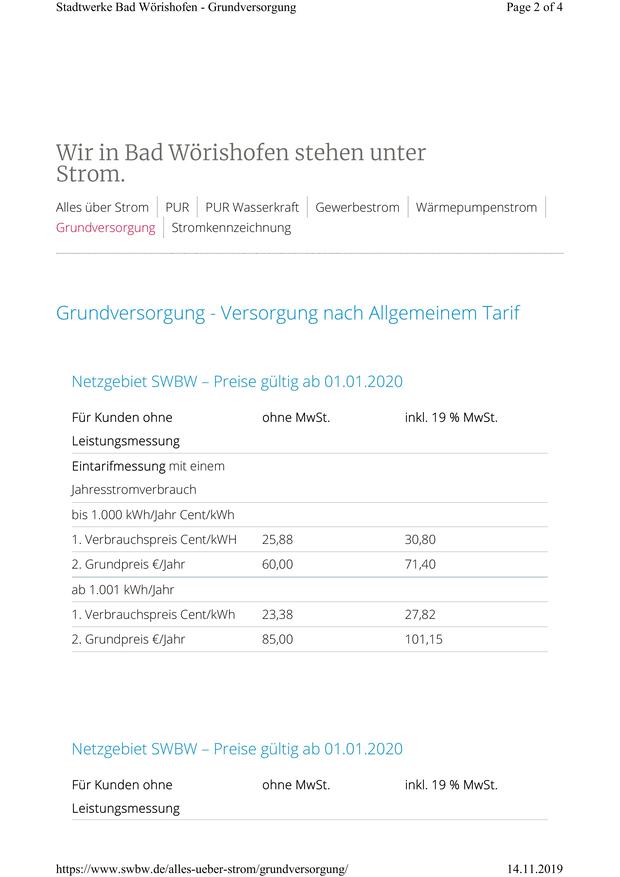 Stadtwerke Bad Wörishofen - Grundversorgung Page 2 of 4
Wir in Bad Wörishofen stehen unter
Strom.
Alles über Strom PUR PUR Wasserkraft Gewerbestrom Wärmepumpenstrom
Grundversorgung Stromkennzeichnung
Grundversorgung - Versorgung nach Allgemeinem Tarif
Netzgebiet SWBW – Preise gültig ab 01.01.2020
Für Kunden ohne ohne MwSt. inkl. 19 % MwSt.
Leistungsmessung
Eintarifmessung mit einem
Jahresstromverbrauch
bis 1.000 kWh/Jahr Cent/kWh
1. Verbrauchspreis Cent/kWH 25,88 30,80
2. Grundpreis €/Jahr 60,00 71,40
ab 1.001 kWh/Jahr
1. Verbrauchspreis Cent/kWh 23,38 27,82
2. Grundpreis €/Jahr 85,00 101,15
Netzgebiet SWBW – Preise gültig ab 01.01.2020
Für Kunden ohne ohne MwSt. inkl. 19 % MwSt.
Leistungsmessung
https://www.swbw.de/alles-ueber-strom/grundversorgung/ 14.11.2019